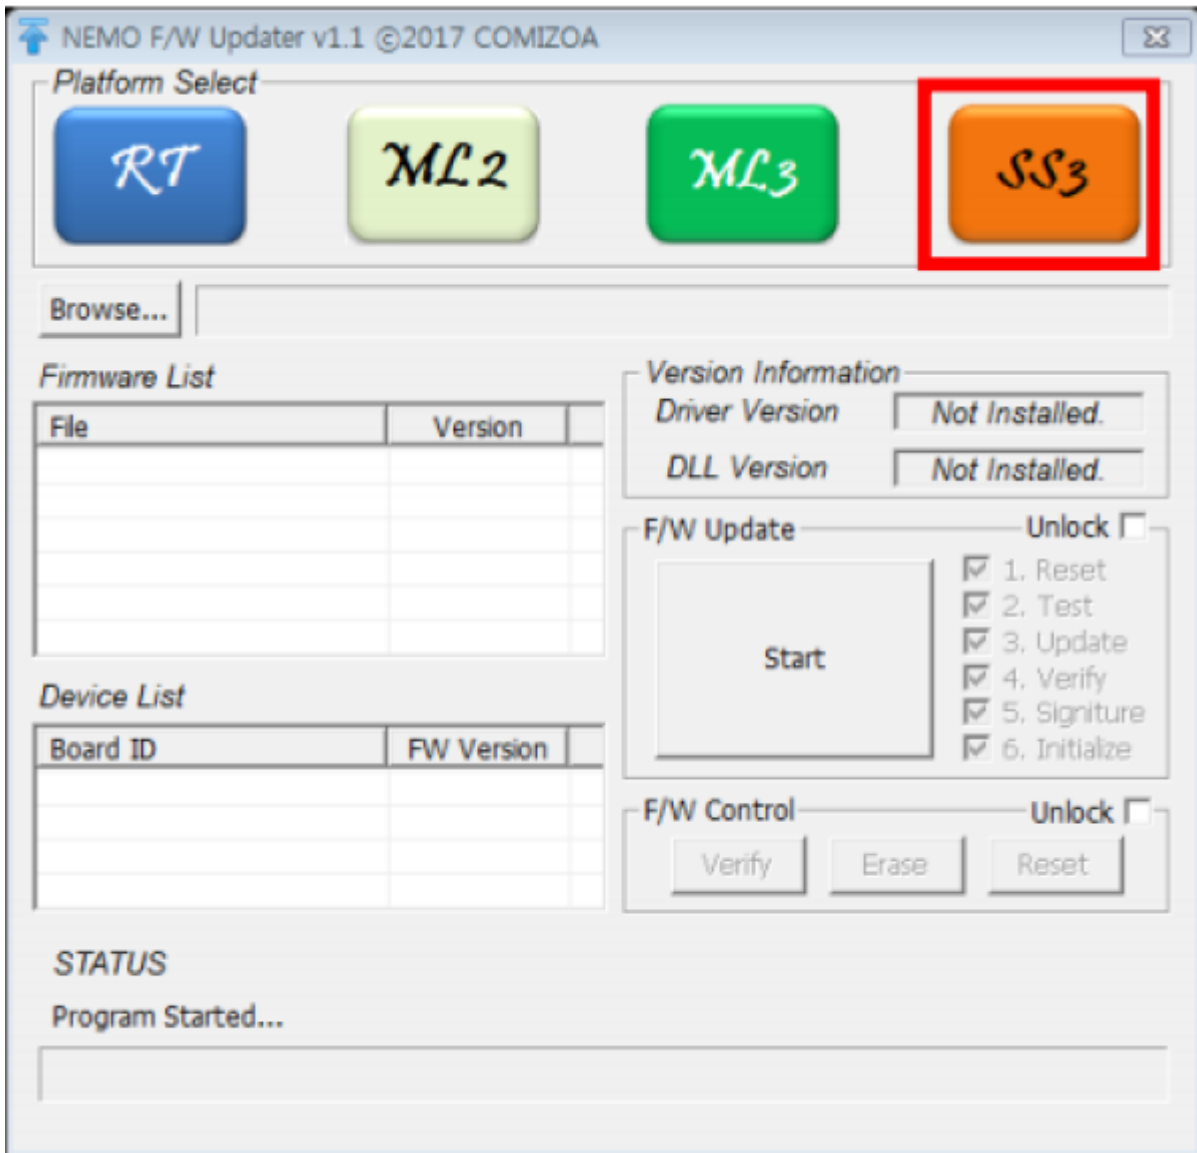 NEMO F/W Updater v1.1 ©2017 COMIZOA
Platform Select
RT ML2 ML3 SS3
Browse...
Firmware List
File Version
Version Information
Driver Version Not Installed.
DLL Version Not Installed.
F/W Update Unlock
Start
1. Reset
2. Test
3. Update
4. Verify
5. Signiture
6. Initialize
Device List
Board ID FW Version
F/W Control Unlock
Verify Erase Reset
STATUS
Program Started...